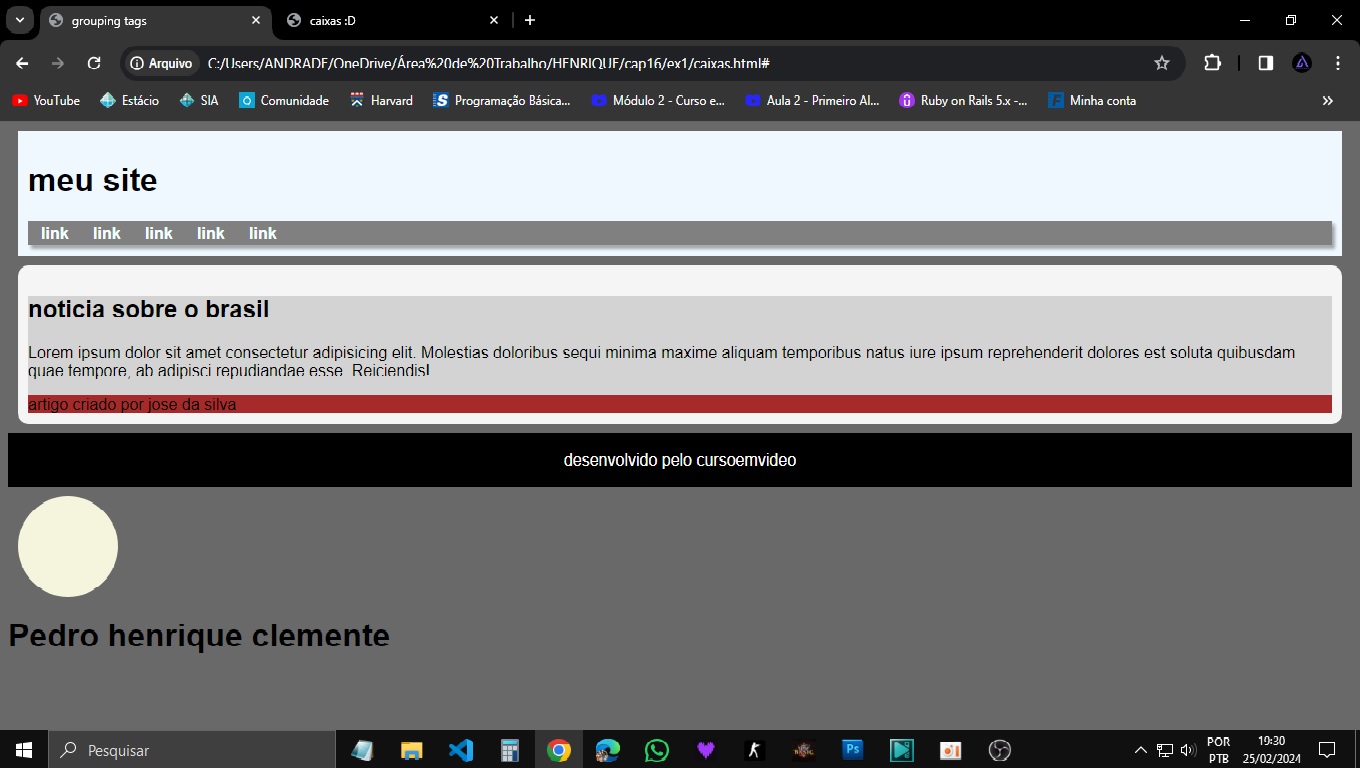 grouping tags
caixas :D
Arquivo
C:/Users/ANDRADE/OneDrive/Área%20de%20Trabalho/HENRIQUE/cap16/ex1/caixas.html#
YouTube
Estácio
SIA
Comunidade
Harvard
Programação Básica...
Módulo 2 - Curso e...
Aula 2 - Primeiro Al...
Ruby on Rails 5.x -...
Minha conta
meu site
link link link link link
noticia sobre o brasil
Lorem ipsum dolor sit amet consectetur adipisicing elit. Molestias doloribus sequi minima maxime aliquam temporibus natus iure ipsum reprehenderit dolores est soluta quibusdam
quae tempore, ab adipisci repudiandae esse. Reiciendis!
artigo criado por jose da silva
desenvolvido pelo cursoemvideo
Pedro henrique clemente
Pesquisar
Ps
POR
PTB
19:30
25/02/2024